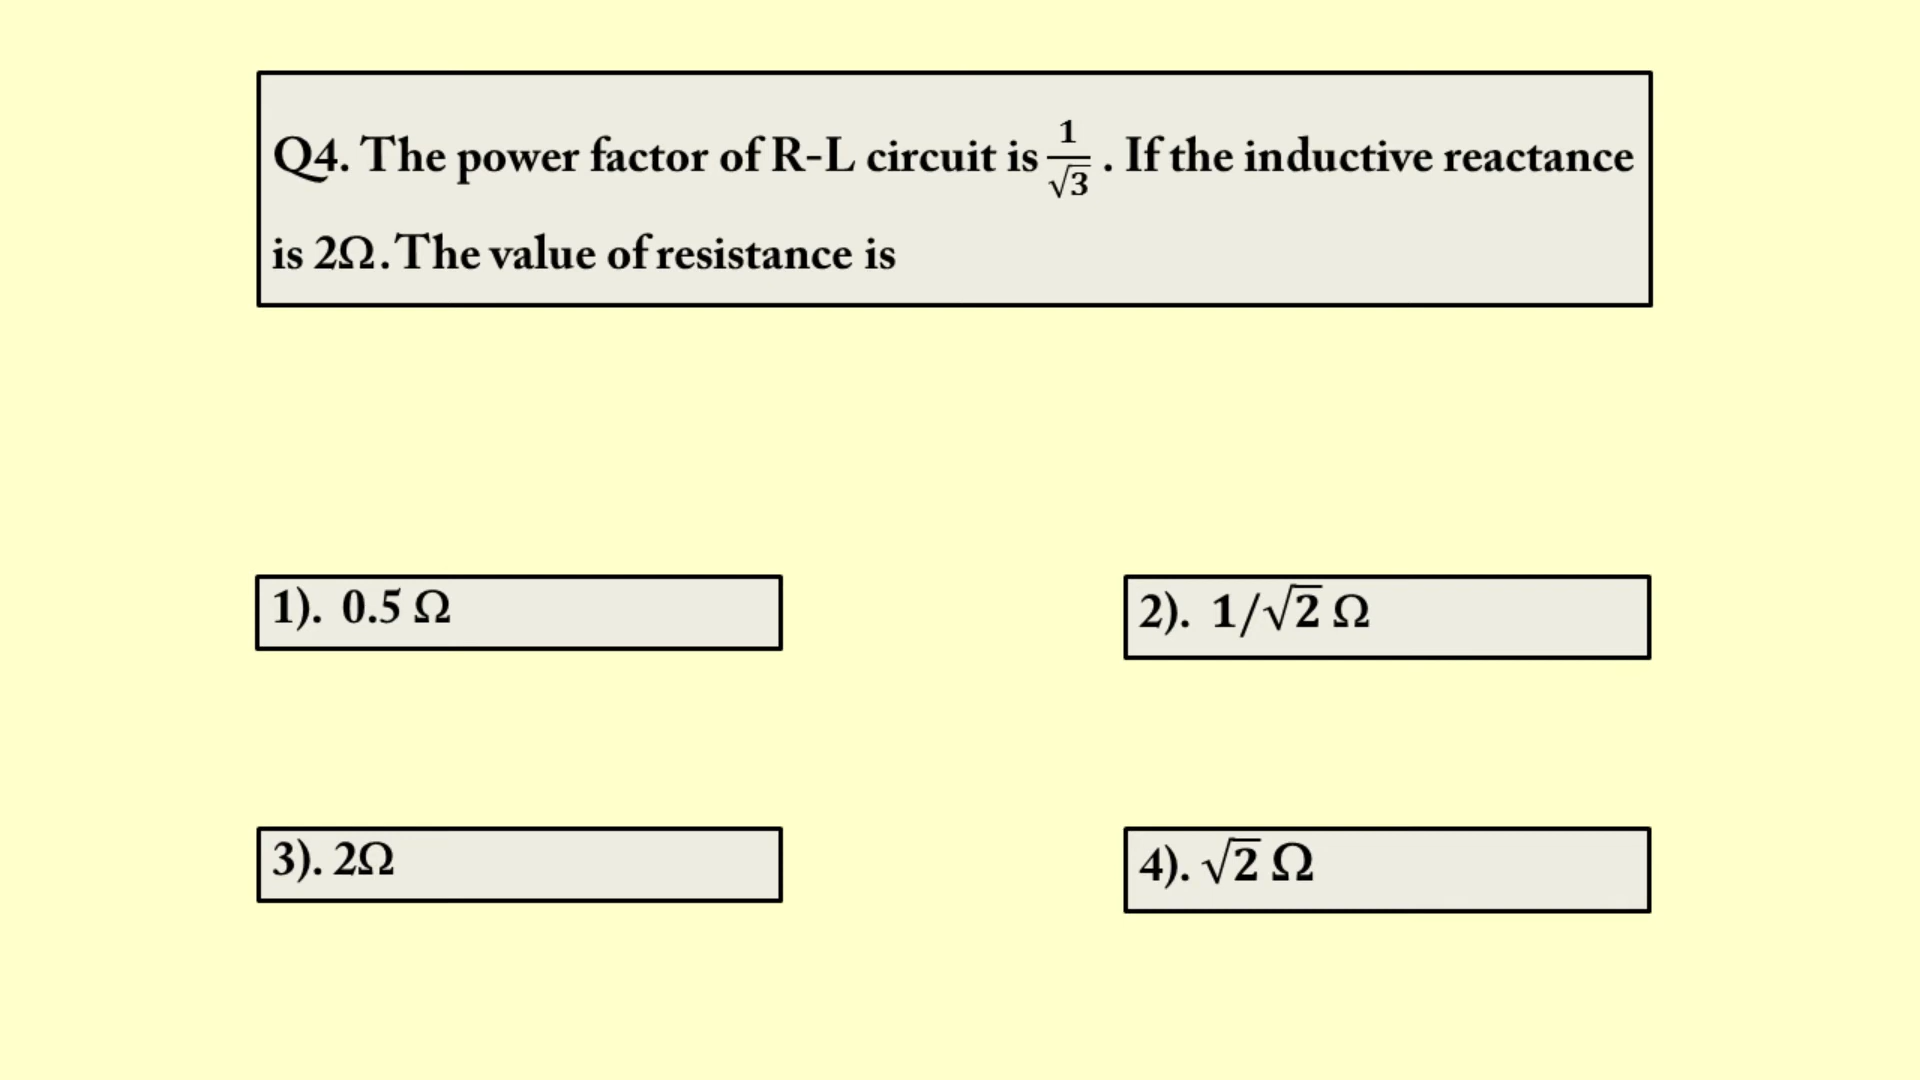 Q4. The power factor of R-L circuit is 1/√3 . If the inductive reactance
is 2Ω. The value of resistance is
1). 0.5 Ω
2). 1/√2 Ω
3). 2Ω
4). √2 Ω